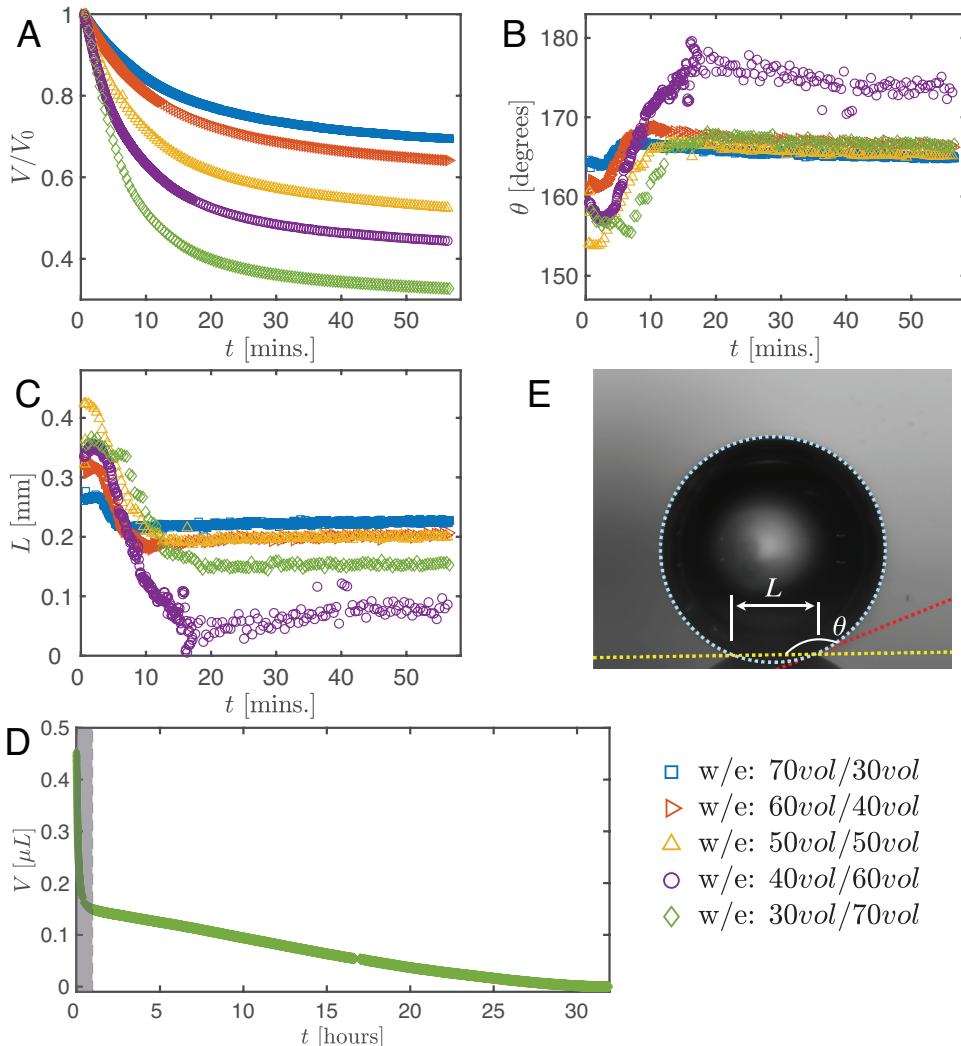 A
1
0.8
0.6
0.4
V/V₀
0 10 20 30 40 50
t [mins.]
B
180
170
160
150
θ [degrees]
0 10 20 30 40 50
t [mins.]
C
0.4
0.3
0.2
0.1
0
L [mm]
0 10 20 30 40 50
t [mins.]
E
L
θ
D
0.5
0.4
0.3
0.2
0.1
0
V [μL]
0 5 10 15 20 25 30
t [hours]
w/e: 70vol/30vol
w/e: 60vol/40vol
w/e: 50vol/50vol
w/e: 40vol/60vol
w/e: 30vol/70vol